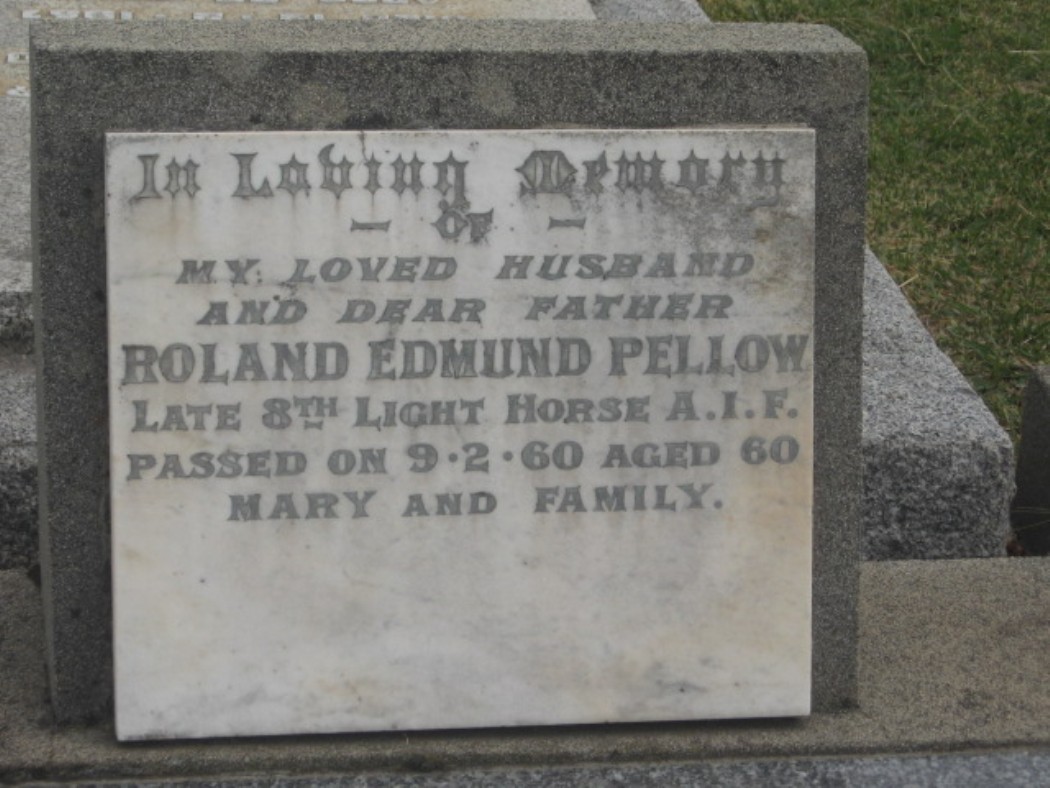 In Loving Memory
- OF -
MY LOVED HUSBAND
AND DEAR FATHER
ROLAND EDMUND PELLOW
LATE 8TH LIGHT HORSE A.I.F.
PASSED ON 9·2·60 AGED 60
MARY AND FAMILY.